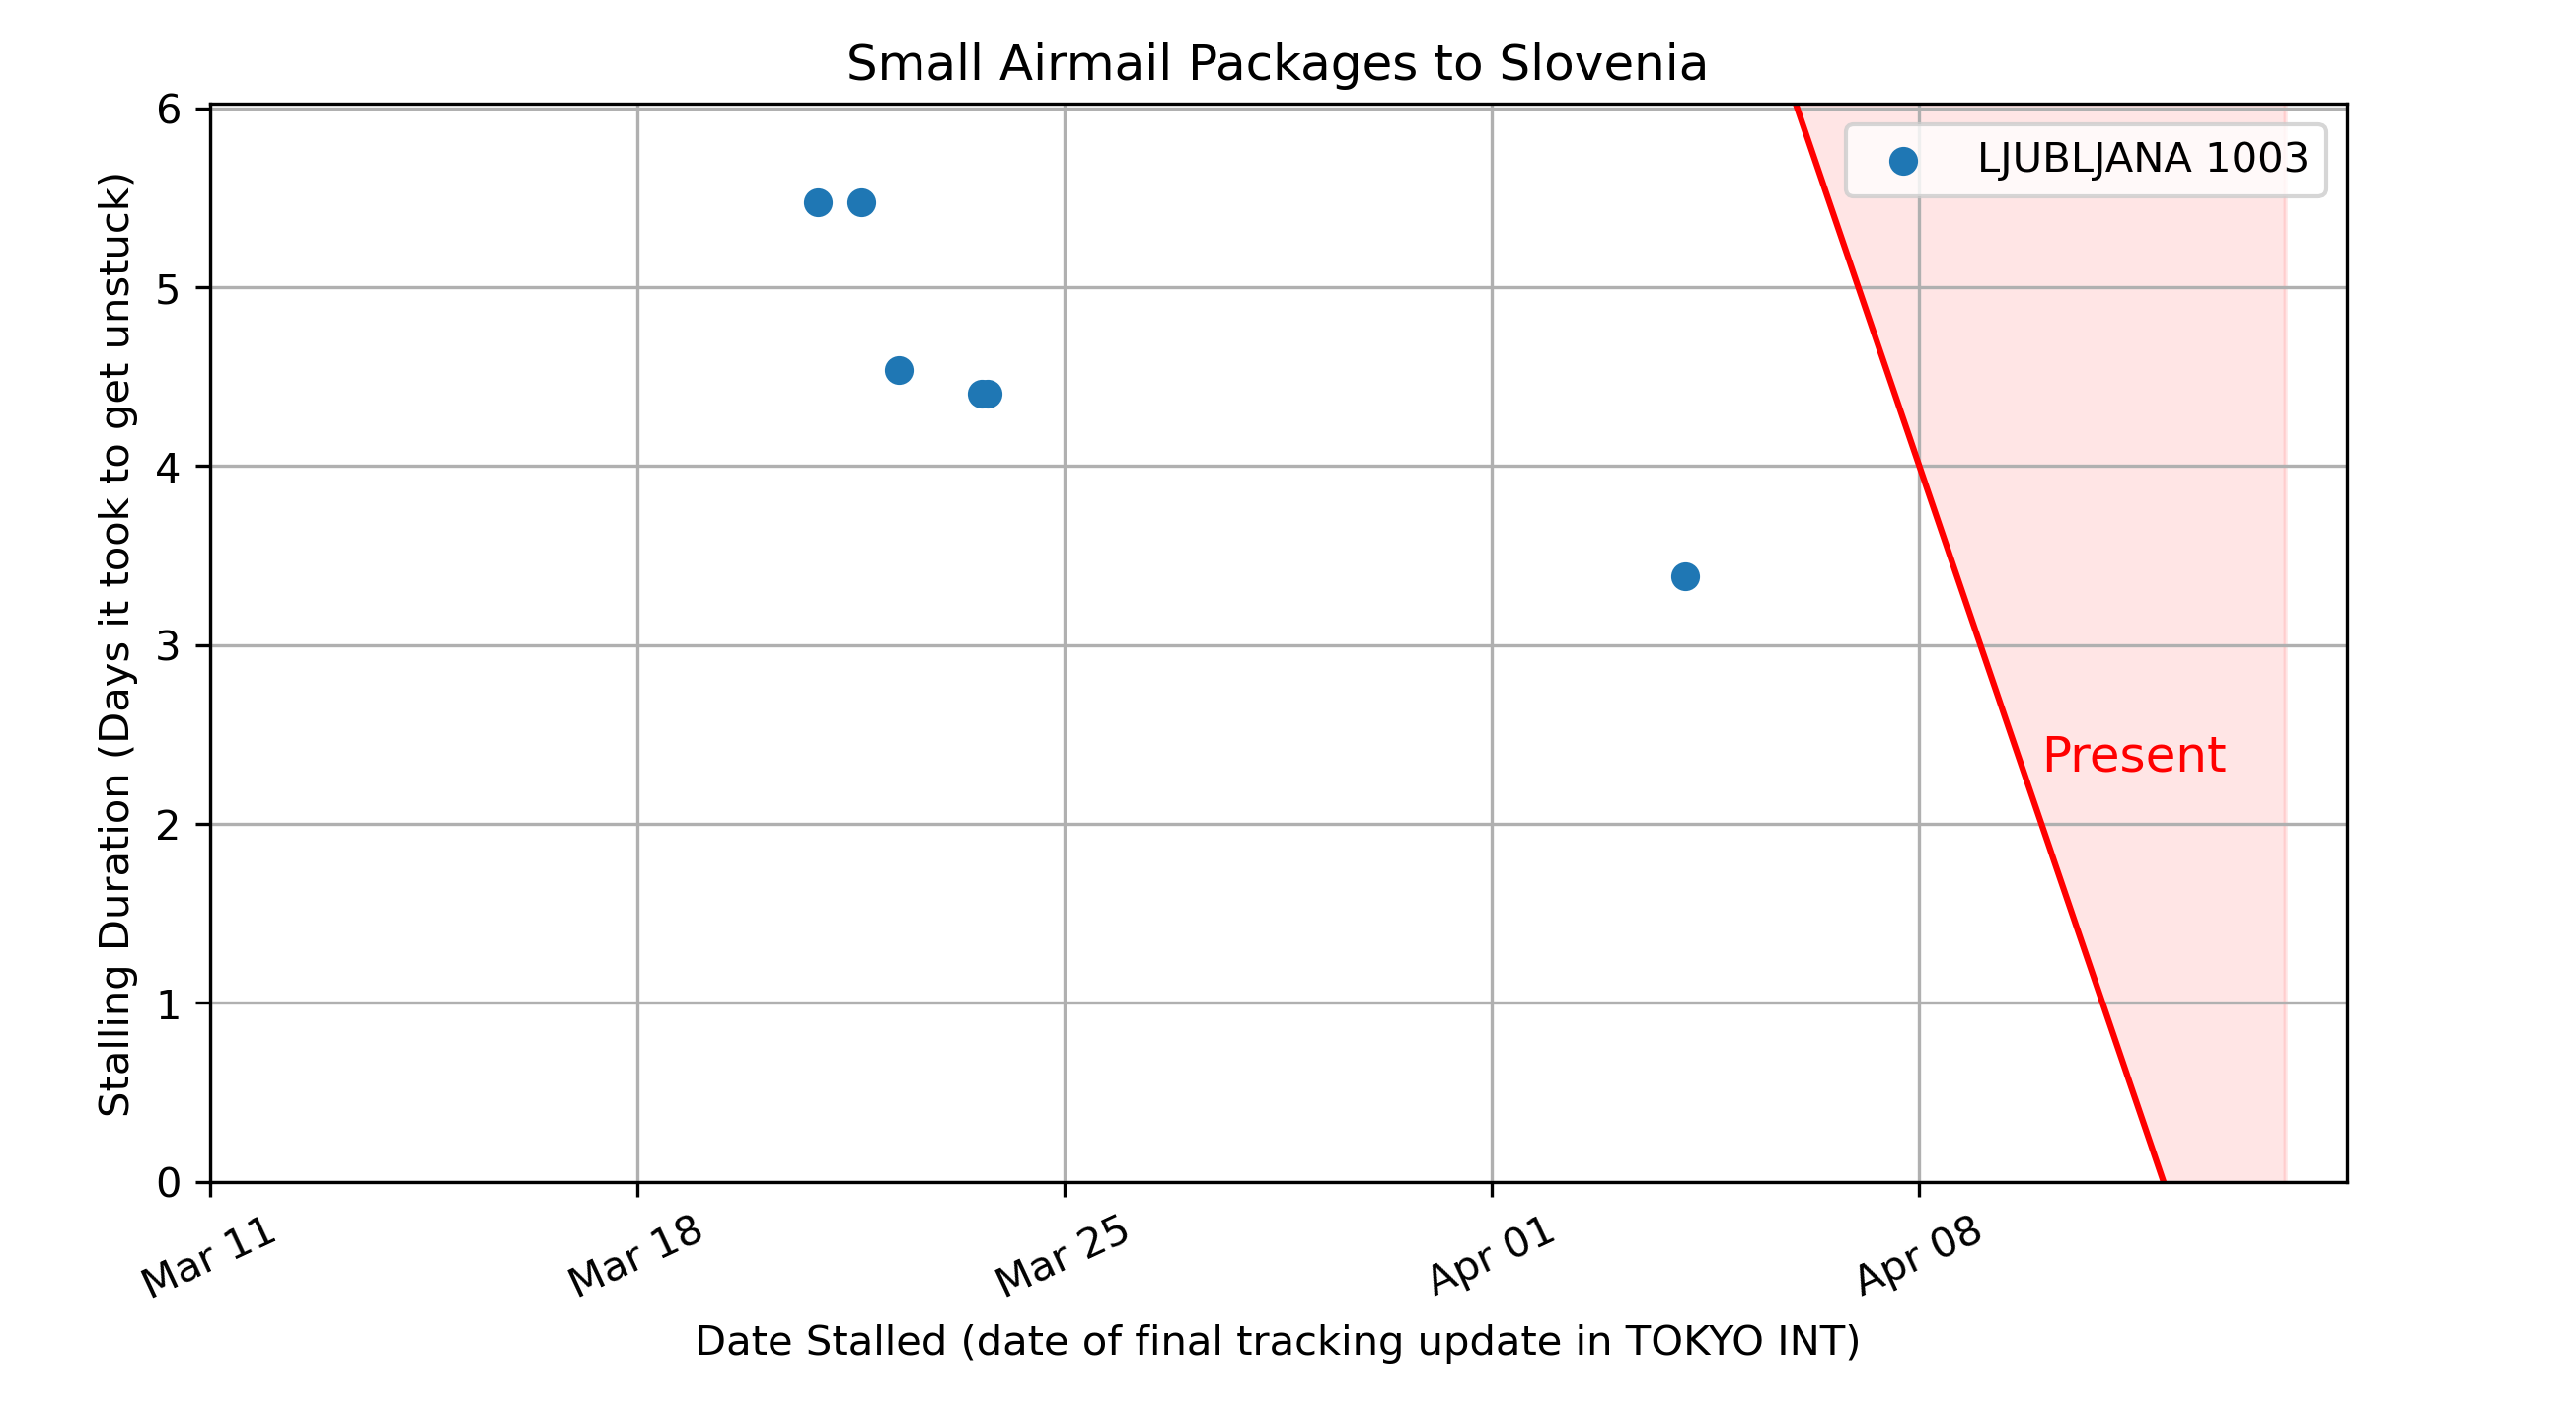 Small Airmail Packages to Slovenia
LJUBLJANA 1003
Stalling Duration (Days it took to get unstuck)
6
5
4
3
2
1
0
Present
Mar 11
Mar 18
Mar 25
Apr 01
Apr 08
Date Stalled (date of final tracking update in TOKYO INT)